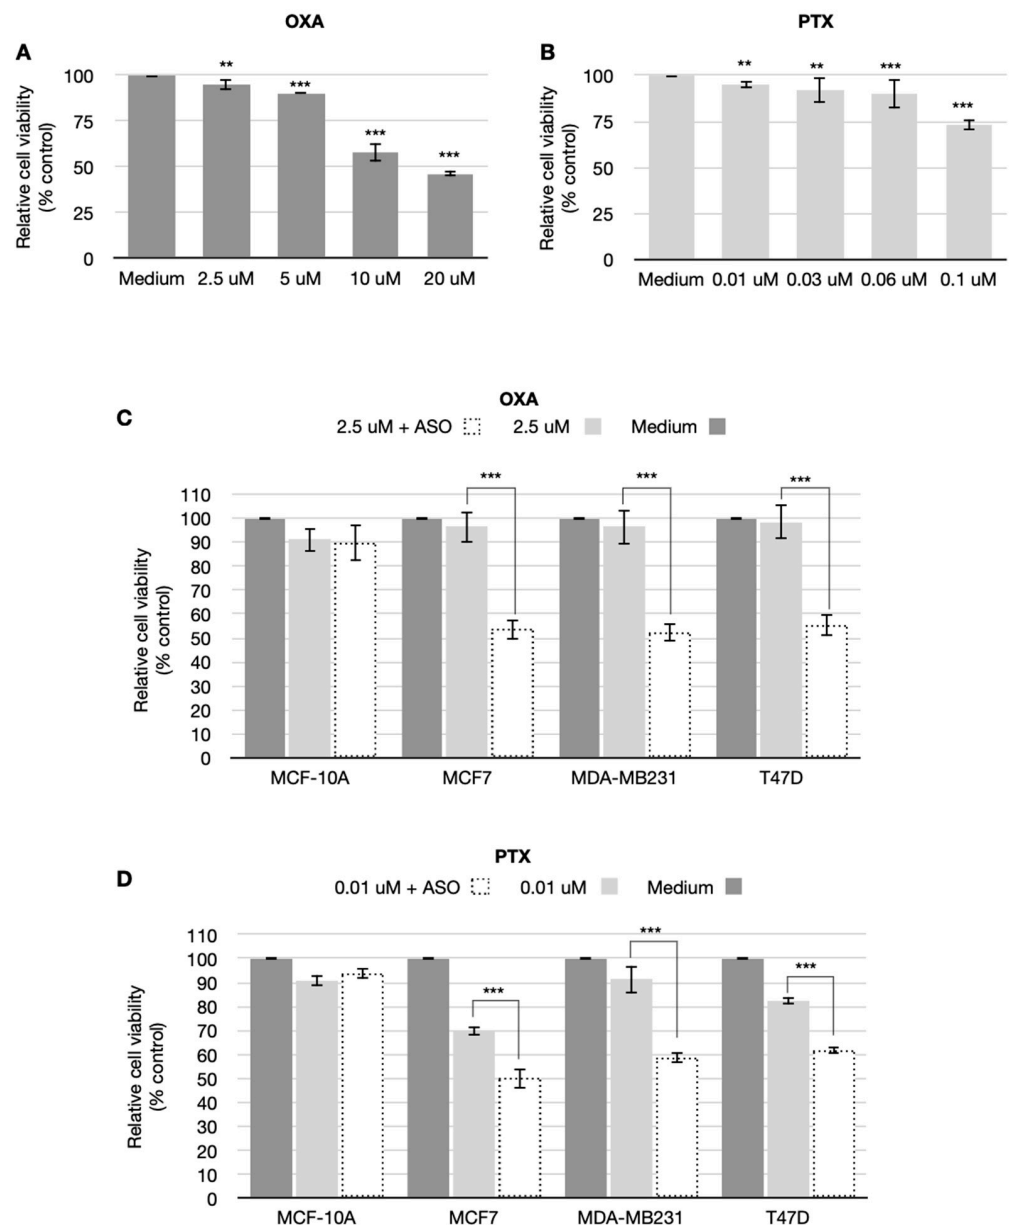 OXA
A
Relative cell viability
(% control)
100
75
50
25
0
**
***
***
***
Medium 2.5 uM 5 uM 10 uM 20 uM
PTX
B
Relative cell viability
(% control)
100
75
50
25
0
**
**
***
***
Medium 0.01 uM 0.03 uM 0.06 uM 0.1 uM
OXA
C
2.5 uM + ASO 2.5 uM Medium
Relative cell viability
(% control)
110
100
90
80
70
60
50
40
30
20
10
0
***
***
***
MCF-10A MCF7 MDA-MB231 T47D
PTX
D
0.01 uM + ASO 0.01 uM Medium
Relative cell viability
(% control)
110
100
90
80
70
60
50
40
30
20
10
0
***
***
***
MCF-10A MCF7 MDA-MB231 T47D